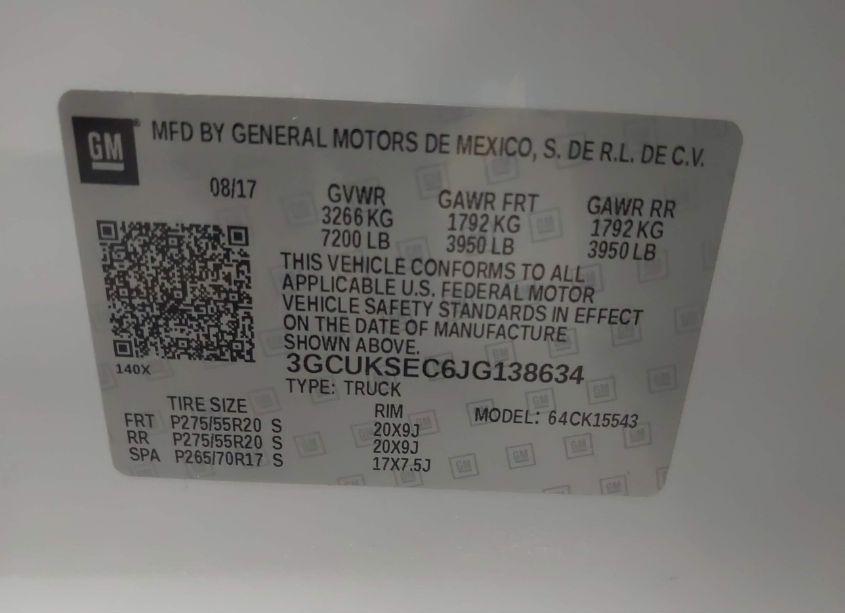 GM MFD BY GENERAL MOTORS DE MEXICO, S. DE R.L. DE C.V.
08/17
GVWR GAWR FRT GAWR RR
3266 KG 1792 KG 1792 KG
7200 LB 3950 LB 3950 LB
THIS VEHICLE CONFORMS TO ALL
APPLICABLE U.S. FEDERAL MOTOR
VEHICLE SAFETY STANDARDS IN EFFECT
ON THE DATE OF MANUFACTURE
SHOWN ABOVE.
140X
3GCUKSEC6JG138634
TYPE: TRUCK
TIRE SIZE RIM MODEL: 64CK15543
FRT P275/55R20 S 20X9J
RR P275/55R20 S 20X9J
SPA P265/70R17 S 17X7.5J